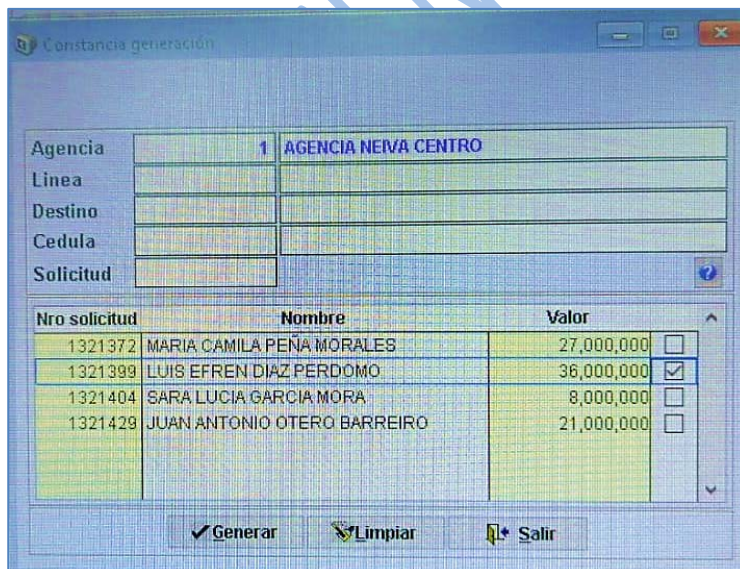 Constancia generación
Agencia 1 AGENCIA NEIVA CENTRO
Linea
Destino
Cedula
Solicitud
Nro solicitud Nombre Valor
1321372 MARIA CAMILA PEÑA MORALES 27,000,000
1321399 LUIS EFREN DIAZ PERDOMO 36,000,000
1321404 SARA LUCIA GARCIA MORA 8,000,000
1321429 JUAN ANTONIO OTERO BARREIRO 21,000,000
Generar Limpiar Salir